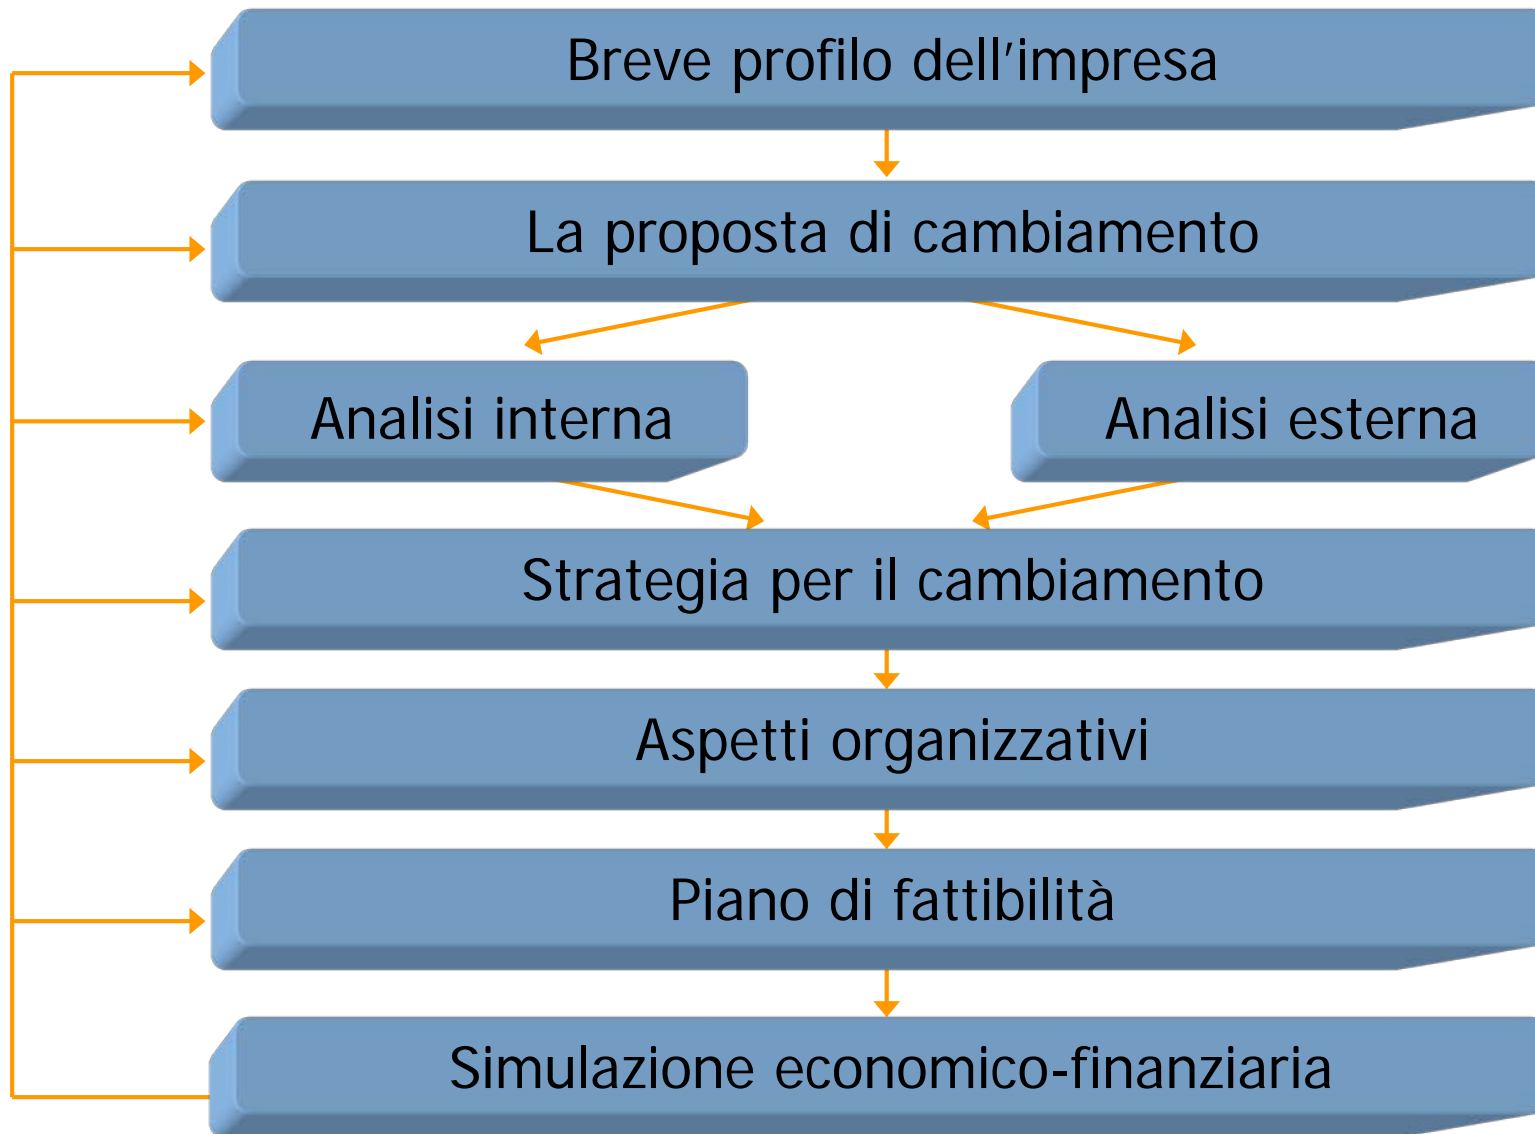 Breve profilo dell'impresa
La proposta di cambiamento
Analisi interna
Analisi esterna
Strategia per il cambiamento
Aspetti organizzativi
Piano di fattibilità
Simulazione economico-finanziaria